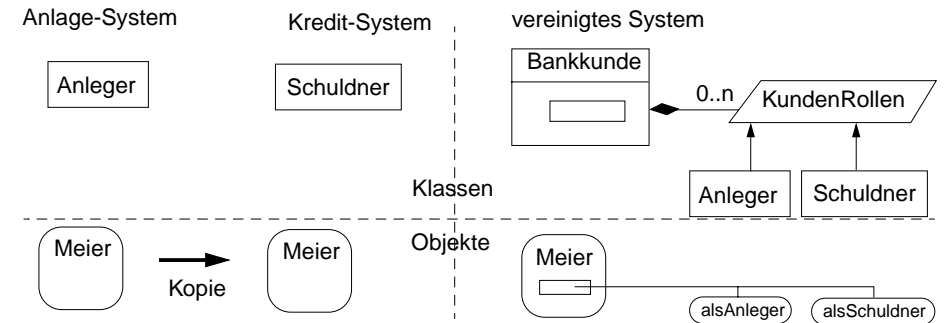 Anlage-System
Kredit-System
vereinigtes System
Anleger
Schuldner
Bankkunde
0..n
KundenRollen
Anleger
Schuldner
Klassen
Objekte
Meier
Kopie
Meier
Meier
alsAnleger
alsSchuldner